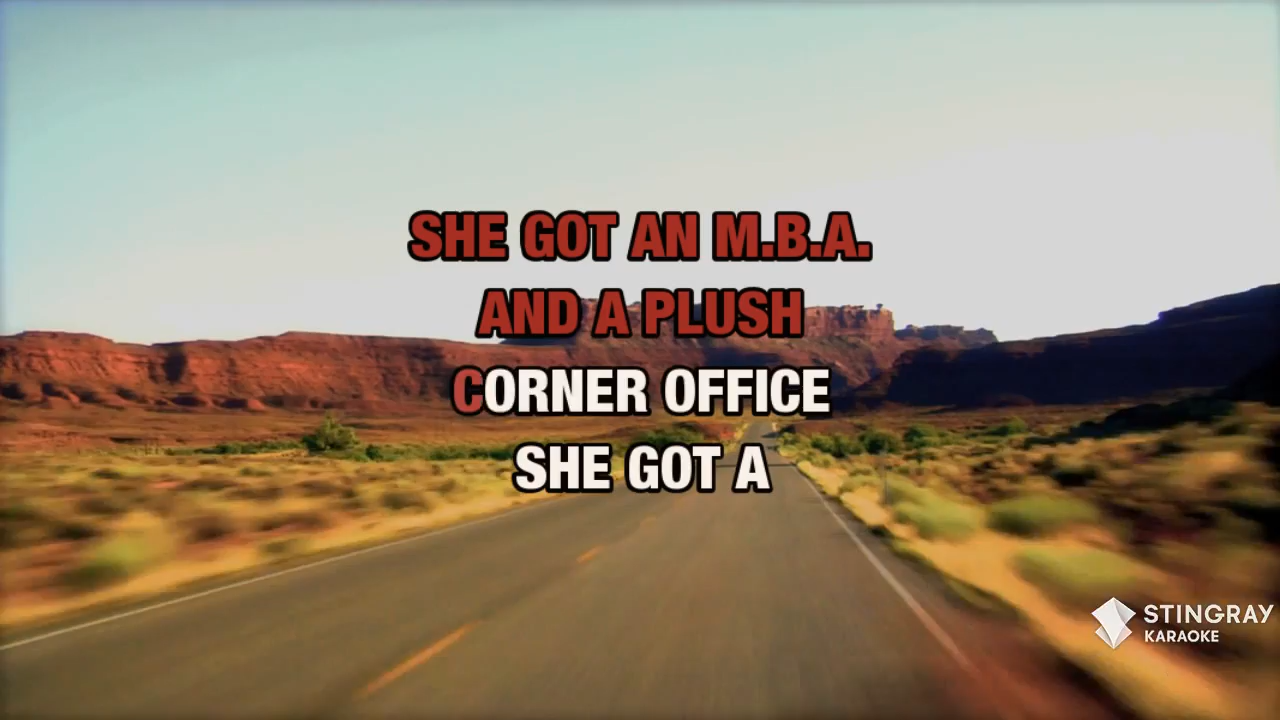 SHE GOT AN M.B.A.
AND A PLUSH
CORNER OFFICE
SHE GOT A
STINGRAY
KARAOKE